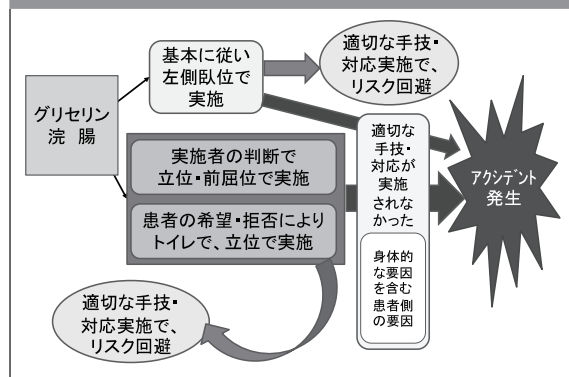 グリセリン
浣 腸
基本に従い
左側臥位で
実施
適切な手技・
対応実施で、
リスク回避
実施者の判断で
立位・前屈位で実施
患者の希望・拒否により
トイレで、立位で実施
適切な
手技・
対応が
実施
されな
かった
身体的
な要因
を含む
患者側
の要因
アクシデント
発生
適切な手技・
対応実施で、
リスク回避